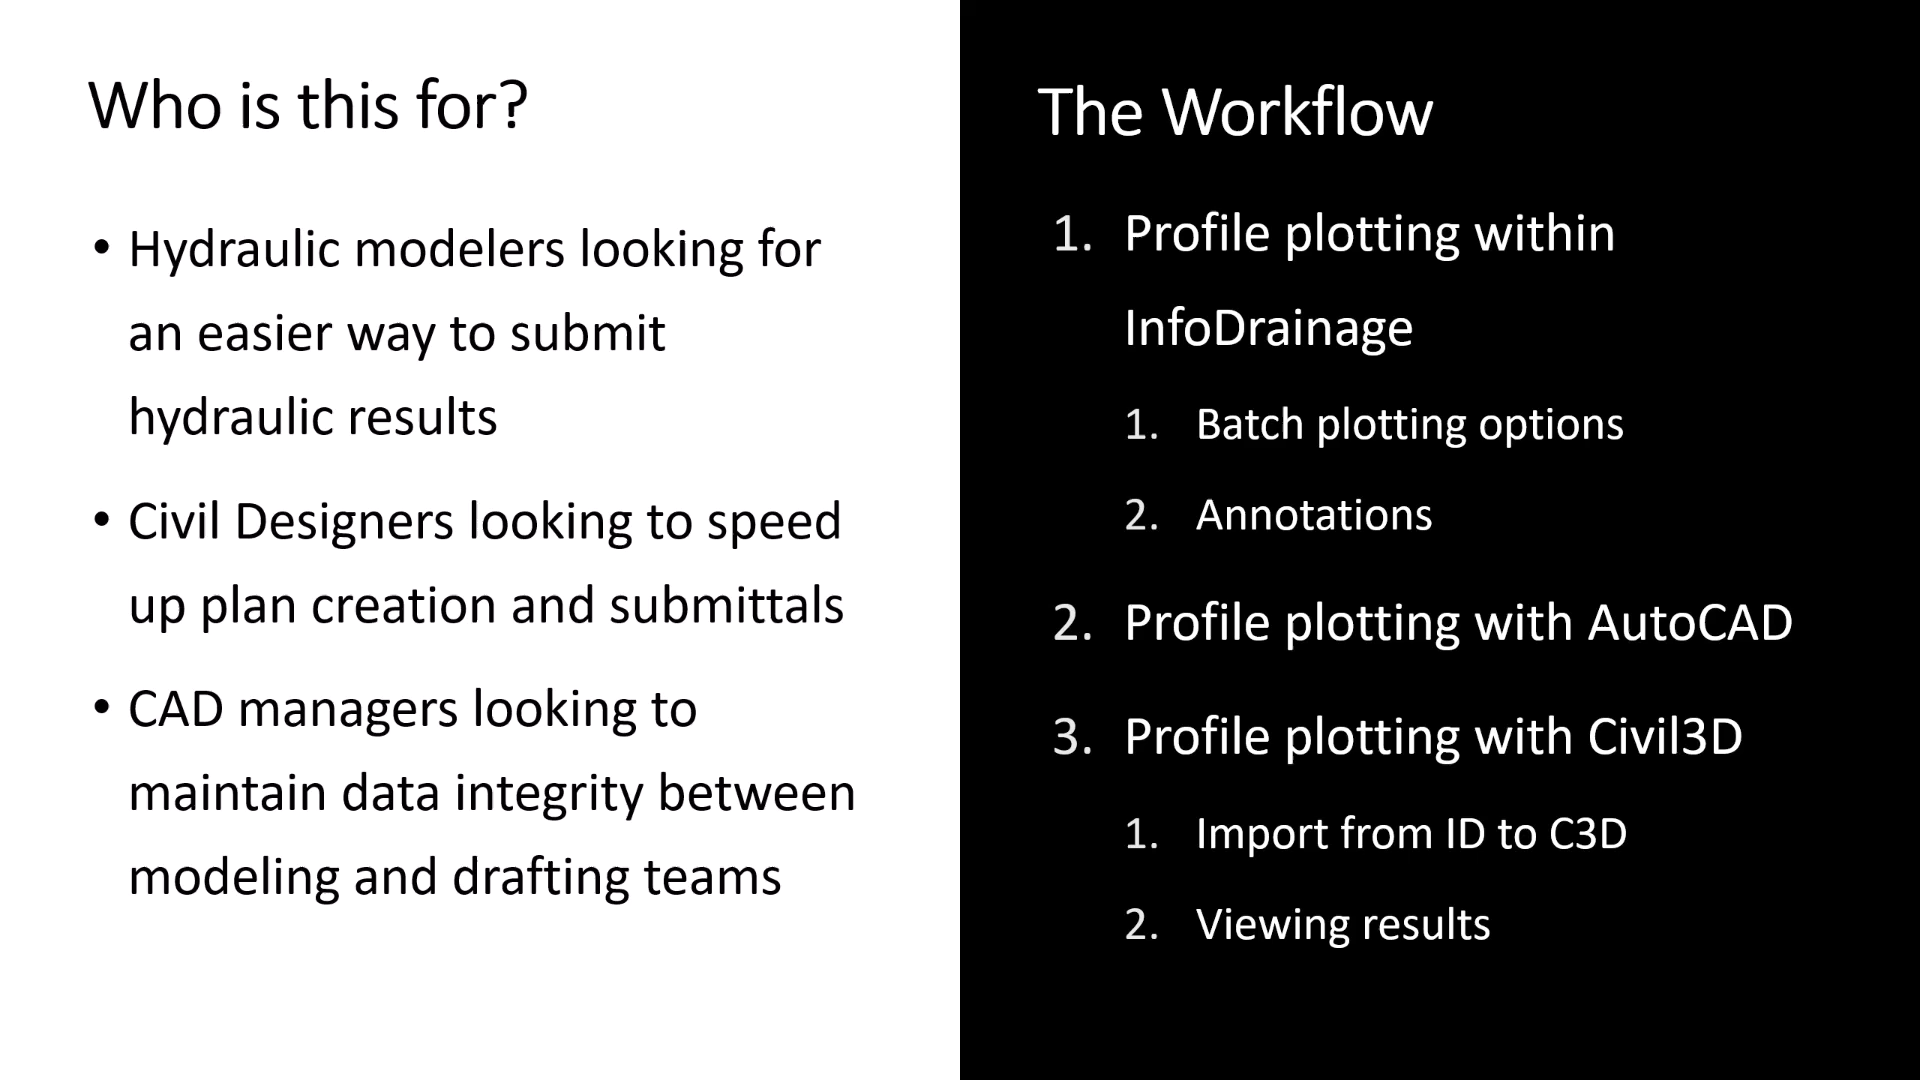 Who is this for?
• Hydraulic modelers looking for
an easier way to submit
hydraulic results
• Civil Designers looking to speed
up plan creation and submittals
• CAD managers looking to
maintain data integrity between
modeling and drafting teams
The Workflow
1. Profile plotting within
InfoDrainage
1. Batch plotting options
2. Annotations
2. Profile plotting with AutoCAD
3. Profile plotting with Civil3D
1. Import from ID to C3D
2. Viewing results